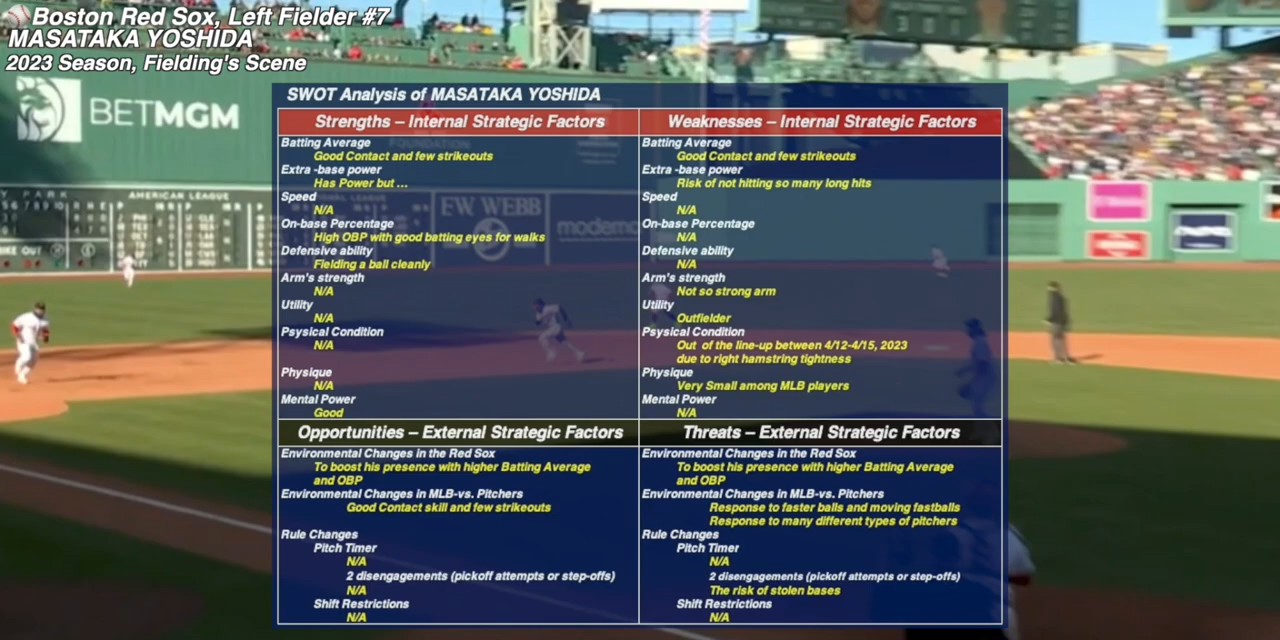 Boston Red Sox, Left Fielder #7
MASATAKA YOSHIDA
2023 Season, Fielding's Scene
BETMGM
AMERICAN LEAGUE
EW WEBB
SWOT Analysis of MASATAKA YOSHIDA
Strengths – Internal Strategic Factors
Batting Average
Good Contact and few strikeouts
Extra -base power
Has Power but ...
Speed
N/A
On-base Percentage
High OBP with good batting eyes for walks
Defensive ability
Fielding a ball cleanly
Arm's strength
N/A
Utility
N/A
Psysical Condition
N/A
Physique
N/A
Mental Power
Good
Weaknesses – Internal Strategic Factors
Batting Average
Good Contact and few strikeouts
Extra -base power
Risk of not hitting so many long hits
Speed
N/A
On-base Percentage
N/A
Defensive ability
N/A
Arm's strength
Not so strong arm
Utility
Outfielder
Psysical Condition
Out of the line-up between 4/12-4/15, 2023
due to right hamstring tightness
Physique
Very Small among MLB players
Mental Power
N/A
Opportunities – External Strategic Factors
Environmental Changes in the Red Sox
To boost his presence with higher Batting Average
and OBP
Environmental Changes in MLB-vs. Pitchers
Good Contact skill and few strikeouts
Rule Changes
Pitch Timer
N/A
2 disengagements (pickoff attempts or step-offs)
N/A
Shift Restrictions
N/A
Threats – External Strategic Factors
Environmental Changes in the Red Sox
To boost his presence with higher Batting Average
and OBP
Environmental Changes in MLB-vs. Pitchers
Response to faster balls and moving fastballs
Response to many different types of pitchers
Rule Changes
Pitch Timer
N/A
2 disengagements (pickoff attempts or step-offs)
The risk of stolen bases
Shift Restrictions
N/A